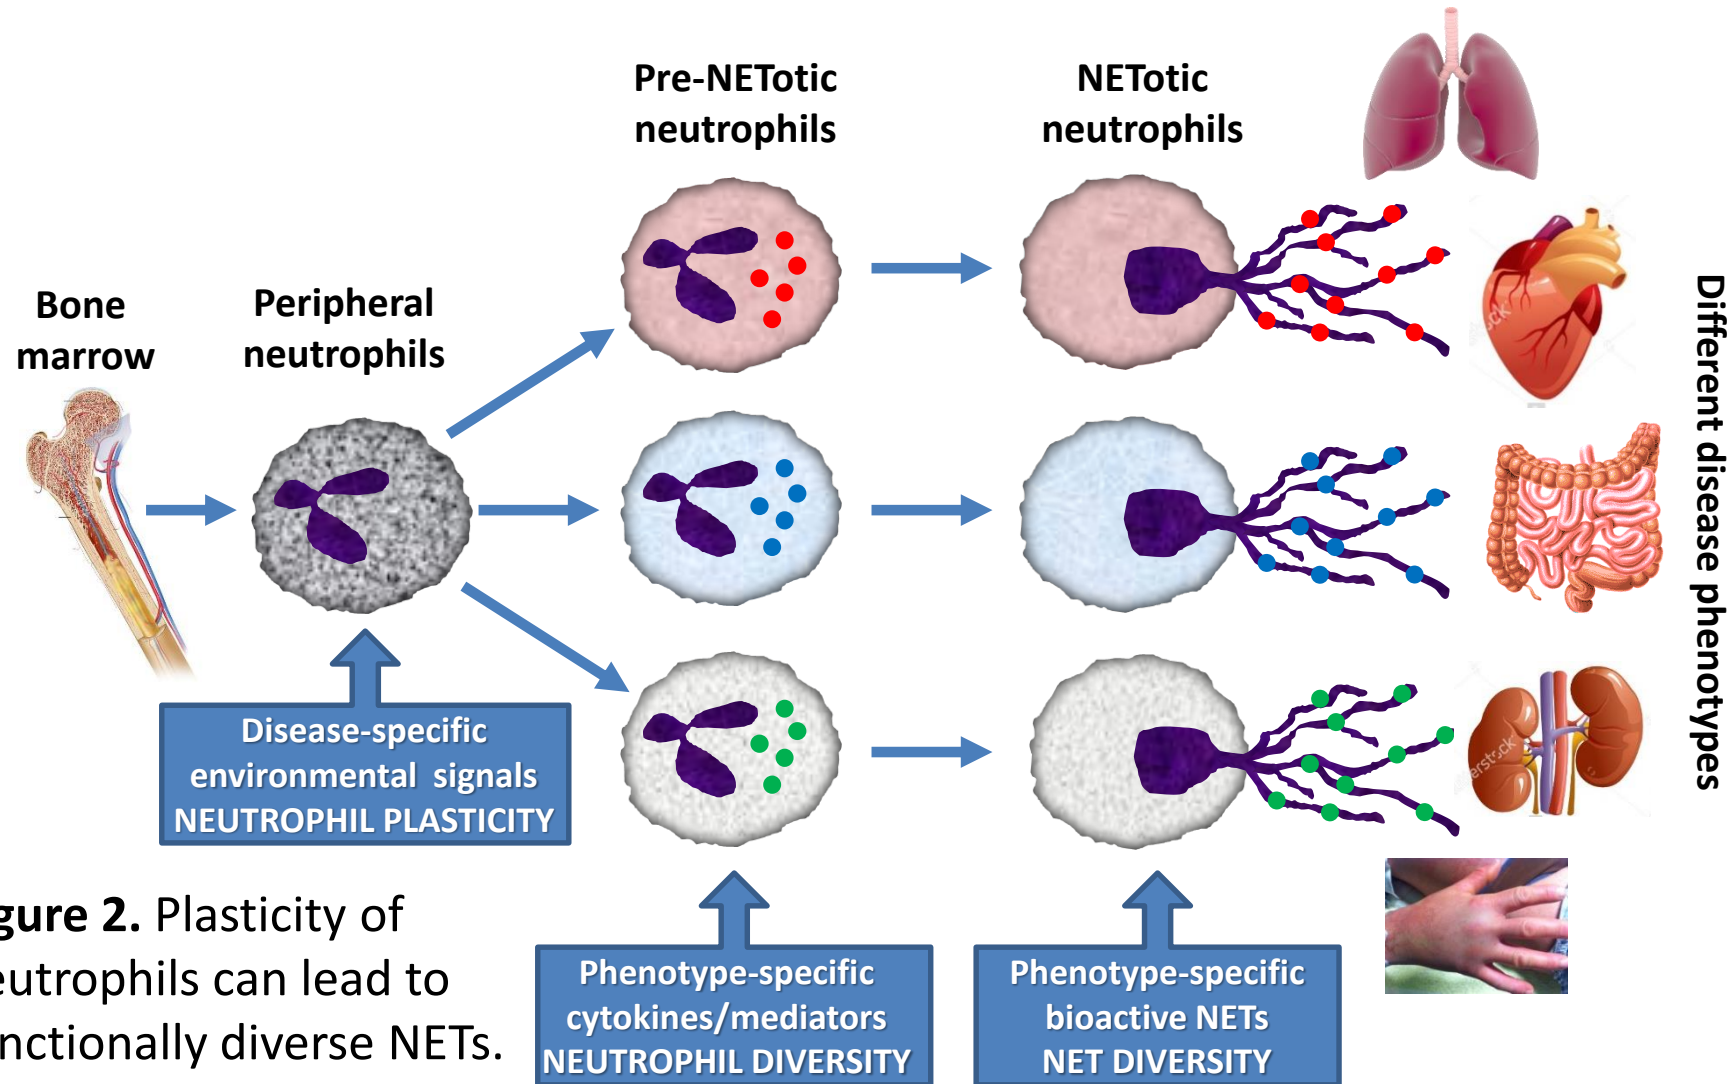 Pre-NETotic
neutrophils
NETotic
neutrophils
Bone
marrow
Peripheral
neutrophils
Different disease phenotypes
Disease-specific
environmental signals
NEUTROPHIL PLASTICITY
Phenotype-specific
cytokines/mediators
NEUTROPHIL DIVERSITY
Phenotype-specific
bioactive NETs
NET DIVERSITY
gure 2. Plasticity of
eutrophils can lead to
nctionally diverse NETs.